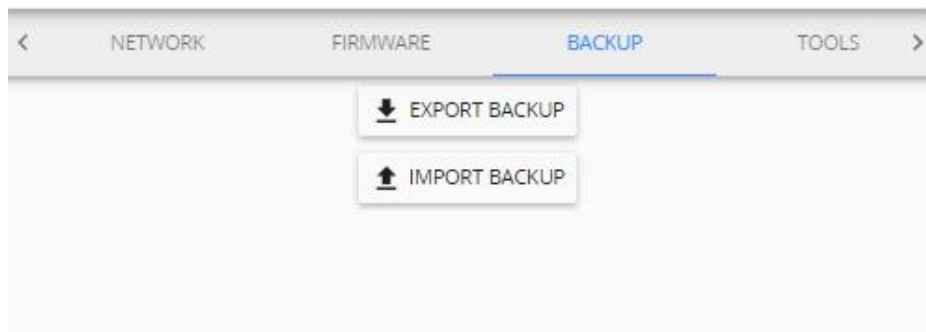 NETWORK FIRMWARE BACKUP TOOLS
EXPORT BACKUP
IMPORT BACKUP